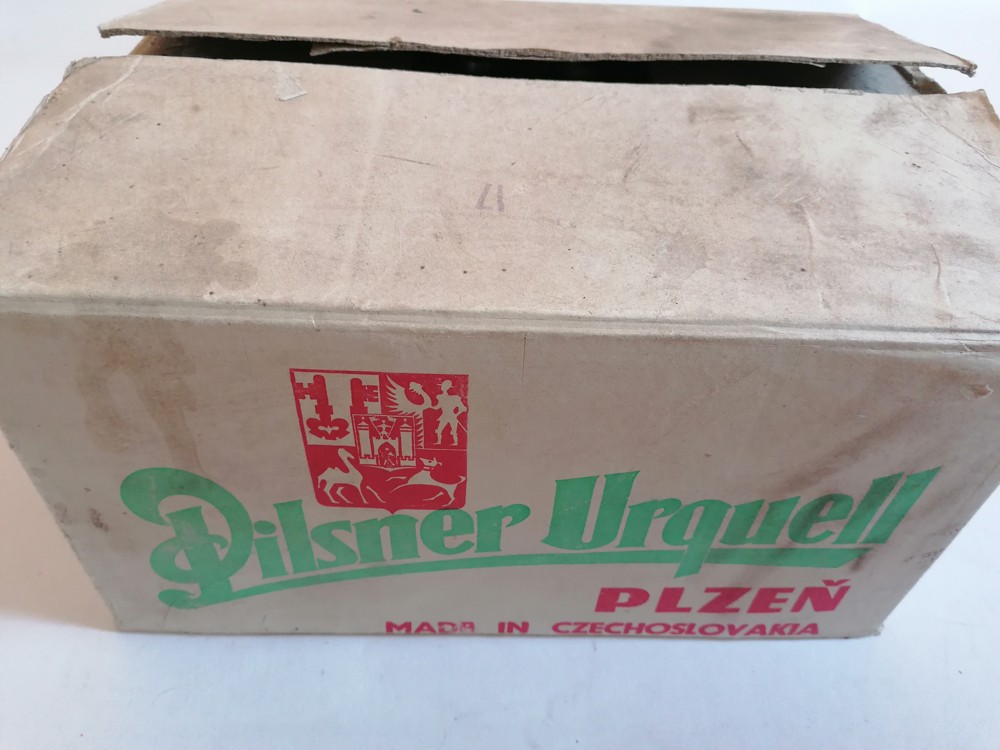 Pilsner Urquell
PLZEŇ
MADE IN CZECHOSLOVAKIA